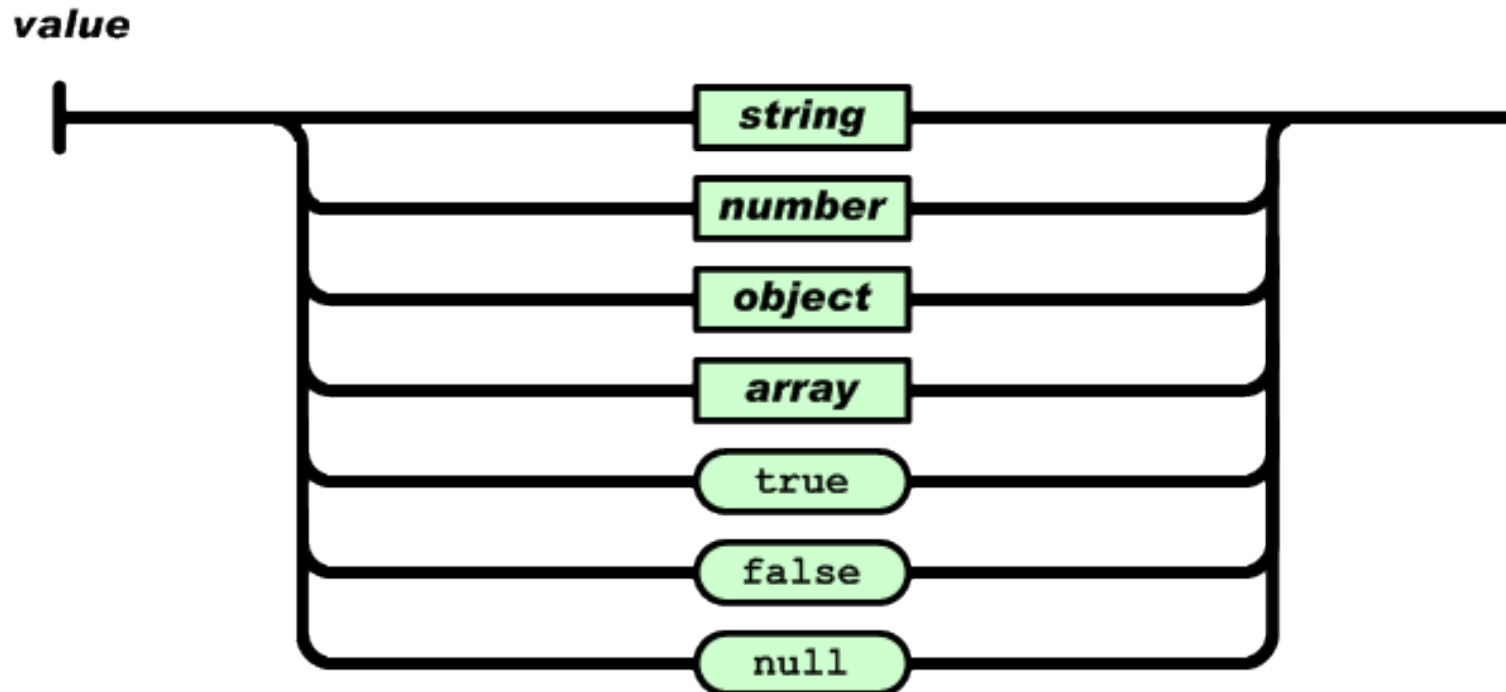 value
string
number
object
array
true
false
null